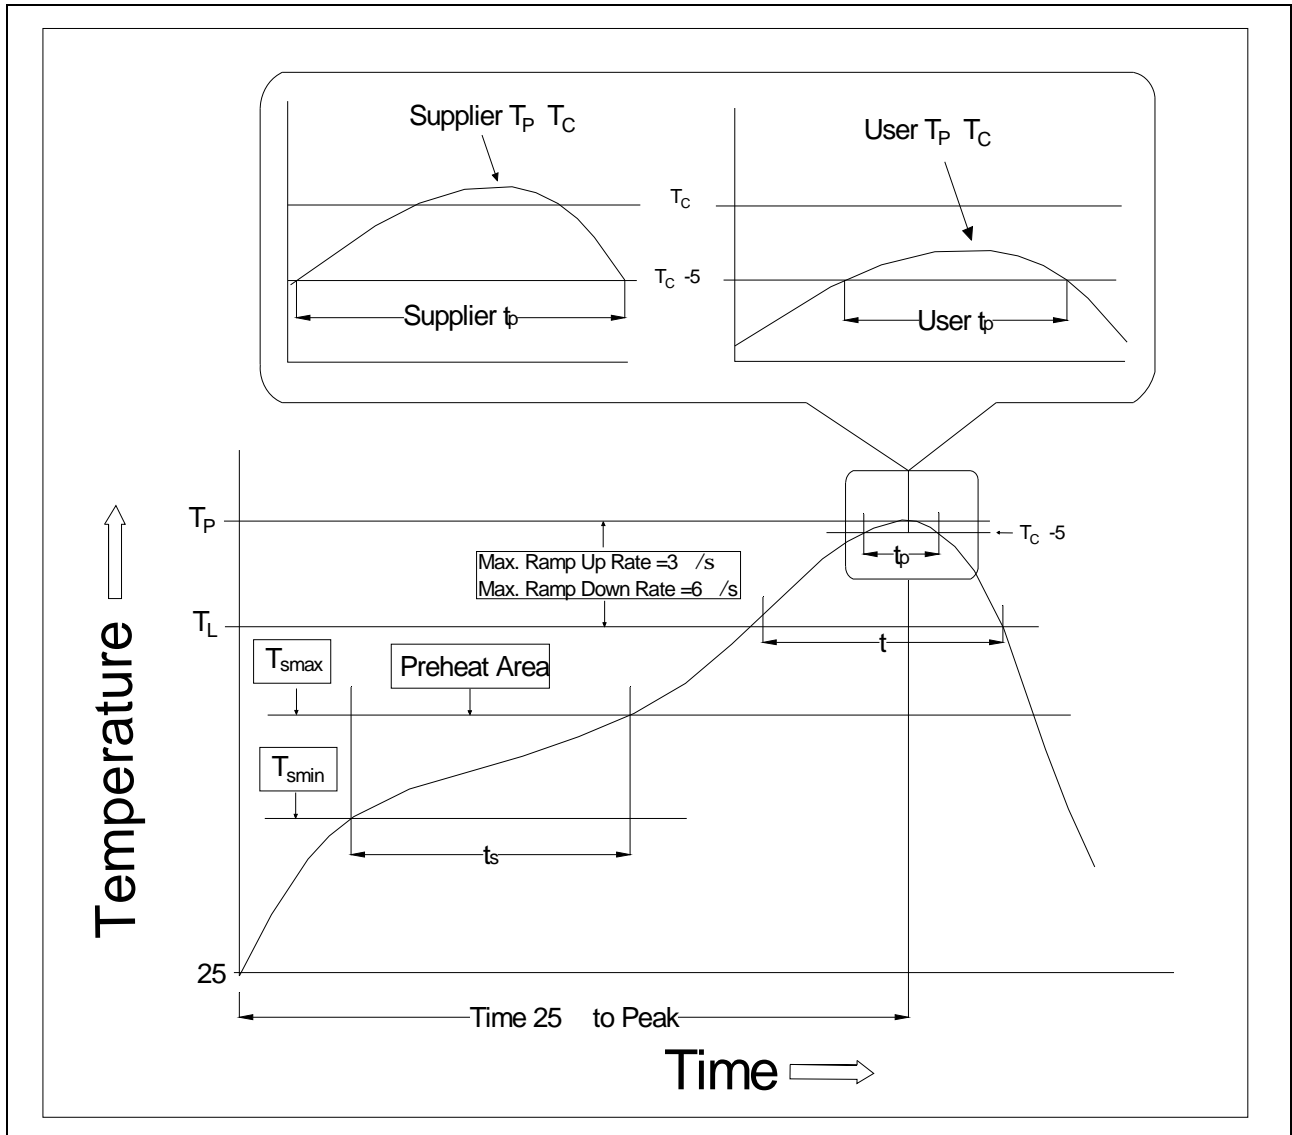 Supplier TP TC
User TP TC
TC
TC -5
Supplier tp
User tp
TP
TC -5
tp
Max. Ramp Up Rate =3 /s
Max. Ramp Down Rate =6 /s
TL
t
Tsmax
Preheat Area
Tsmin
ts
Temperature
25
Time 25 to Peak
Time